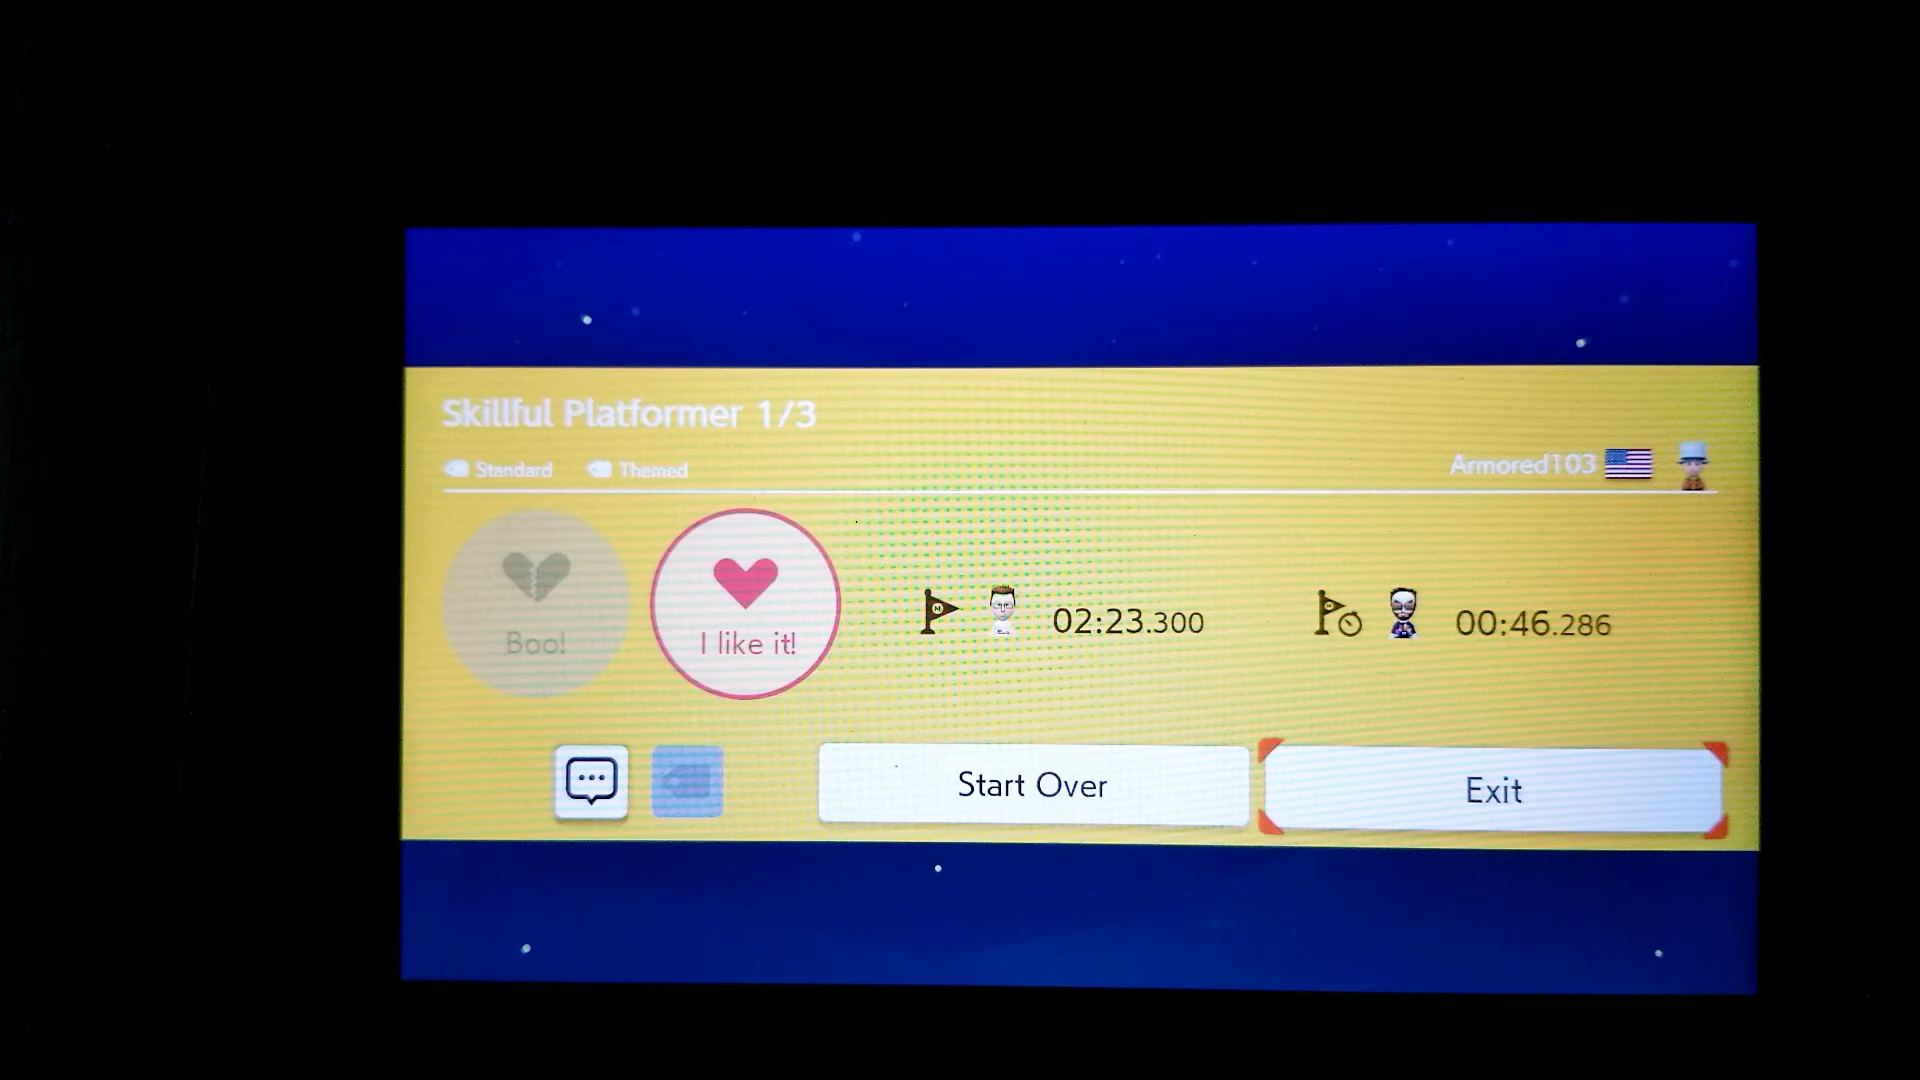 Skillful Platformer 1/3
Standard Themed
Armored103
Boo!
I like it!
M
02:23.300
00:46.286
Start Over
Exit